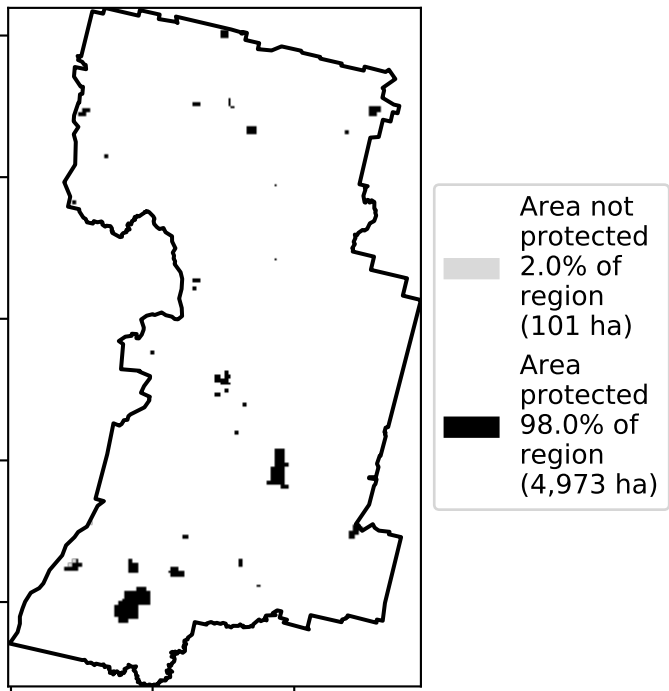 Area not
protected
2.0% of
region
(101 ha)
Area
protected
98.0% of
region
(4,973 ha)